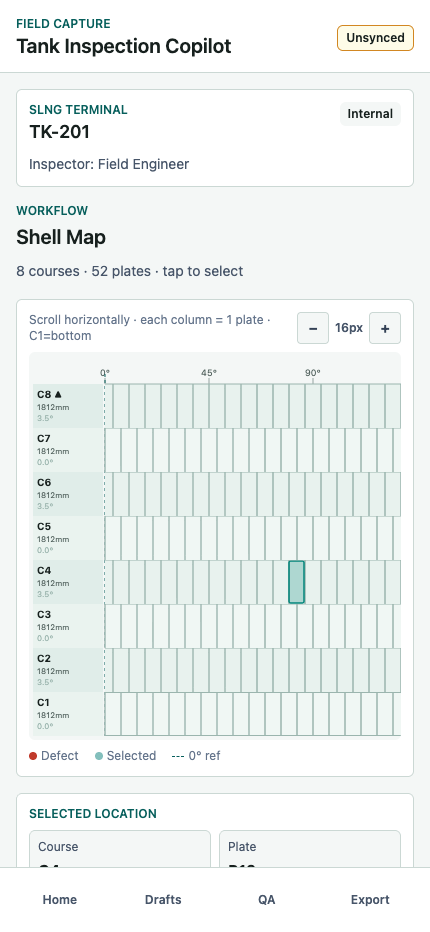 FIELD CAPTURE
Tank Inspection Copilot
Unsynced
SLNG TERMINAL
TK-201
Internal
Inspector: Field Engineer
WORKFLOW
Shell Map
8 courses · 52 plates · tap to select
Scroll horizontally · each column = 1 plate ·
C1=bottom
−
16px
+
0°
45°
90°
C8 ▲
1812mm
3.5°
C7
1812mm
0.0°
C6
1812mm
3.5°
C5
1812mm
0.0°
C4
1812mm
3.5°
C3
1812mm
0.0°
C2
1812mm
3.5°
C1
1812mm
0.0°
Defect
Selected
0° ref
SELECTED LOCATION
Course
Plate
Home
Drafts
QA
Export